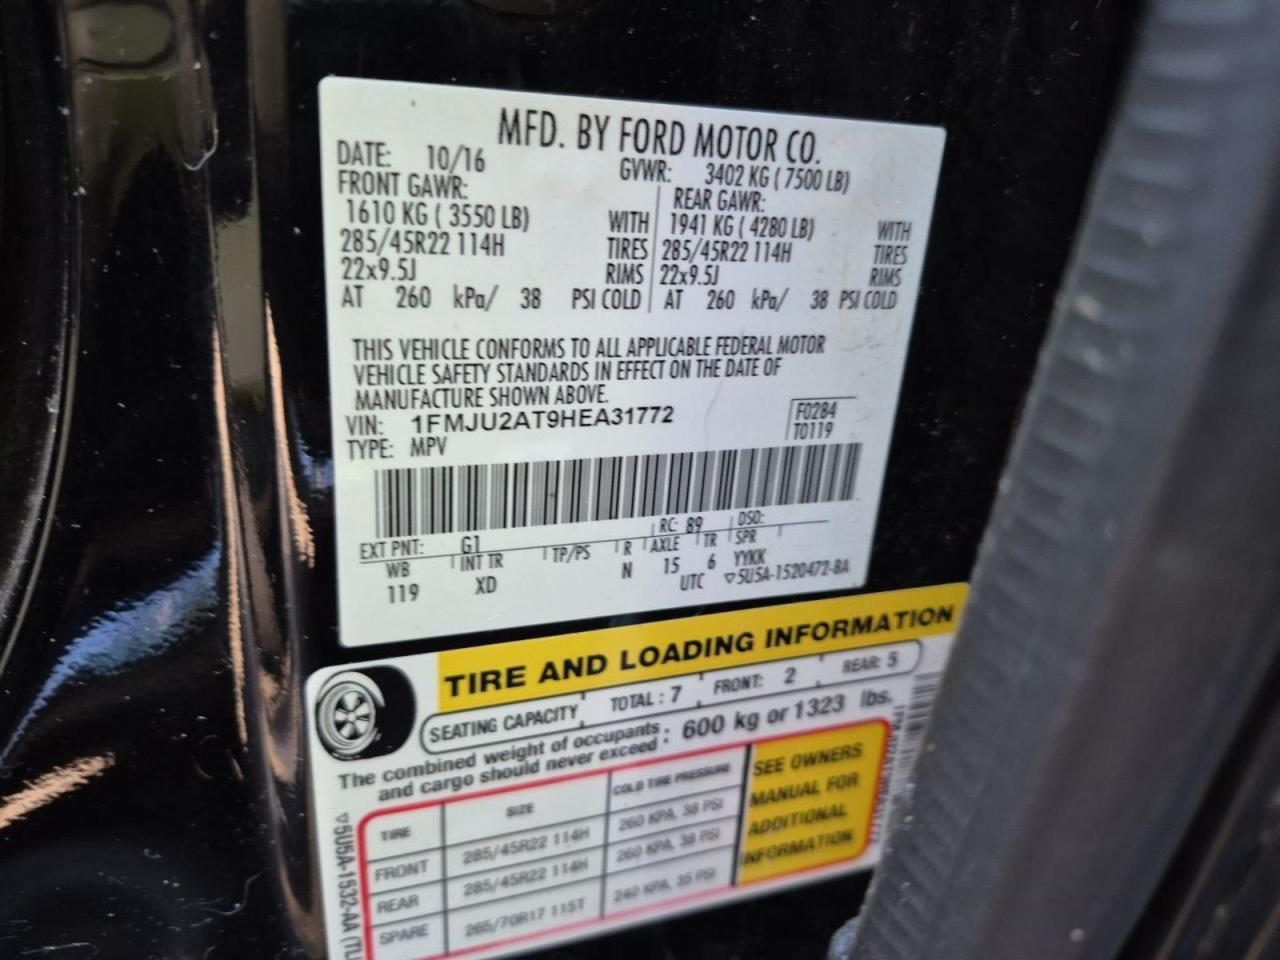 MFD. BY FORD MOTOR CO.
DATE: 10/16 GVWR: 3402 KG ( 7500 LB)
FRONT GAWR: REAR GAWR:
1610 KG ( 3550 LB) WITH 1941 KG ( 4280 LB) WITH
285/45R22 114H TIRES 285/45R22 114H TIRES
22x9.5J RIMS 22x9.5J RIMS
AT 260 kPa/ 38 PSI COLD AT 260 kPa/ 38 PSI COLD
THIS VEHICLE CONFORMS TO ALL APPLICABLE FEDERAL MOTOR
VEHICLE SAFETY STANDARDS IN EFFECT ON THE DATE OF
MANUFACTURE SHOWN ABOVE.
VIN: 1FMJU2AT9HEA31772 F0284
TYPE: MPV T0119
EXT PNT: G1 RC: 89 DSO:
WB INT TR TP/PS R AXLE TR SPR
119 XD N 15 6 YYKK
UTC ▽5U5A-1520472-BA
TIRE AND LOADING INFORMATION
SEATING CAPACITY TOTAL : 7 FRONT: 2 REAR: 5
The combined weight of occupants
and cargo should never exceed : 600 kg or 1323 lbs.
TIRE SIZE COLD TIRE PRESSURE
FRONT 285/45R22 114H 260 KPA, 38 PSI
REAR 285/45R22 114H 260 KPA, 38 PSI
SPARE 265/70R17 115T 240 KPA, 35 PSI
SEE OWNERS
MANUAL FOR
ADDITIONAL
INFORMATION
▽5U5A-1532-AA (TLI